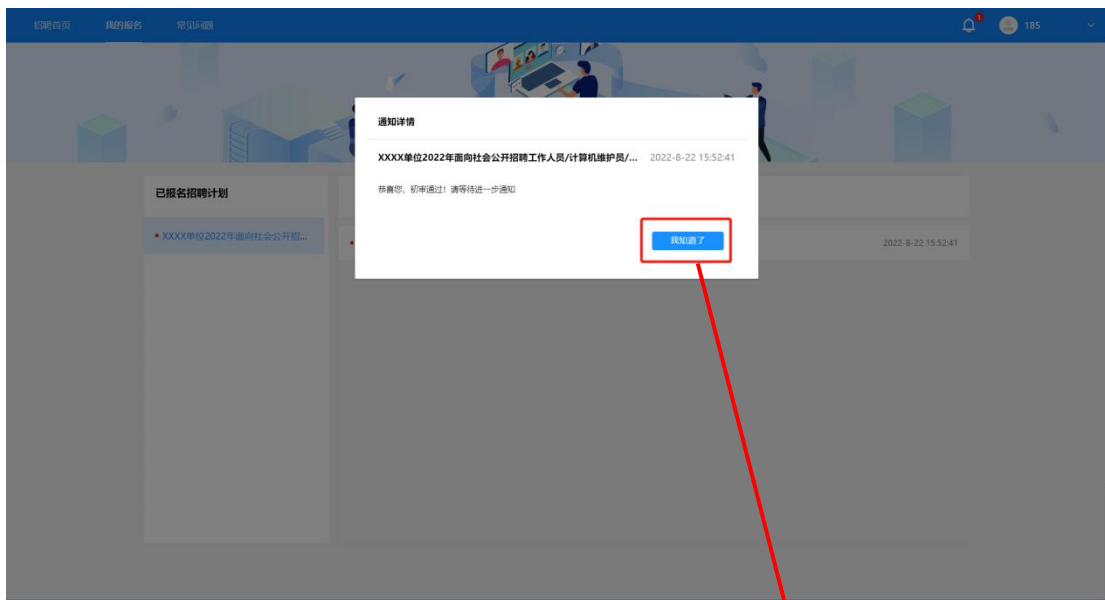 招聘首页 我的报名 常见问题 1 185
通知详情
XXXX单位2022年面向社会公开招聘工作人员/计算机维护员/... 2022-8-22 15:52:41
恭喜您，初审通过！请等待进一步通知
我知道了
已报名招聘计划
XXXX单位2022年面向社会公开招...
2022-8-22 15:52:41